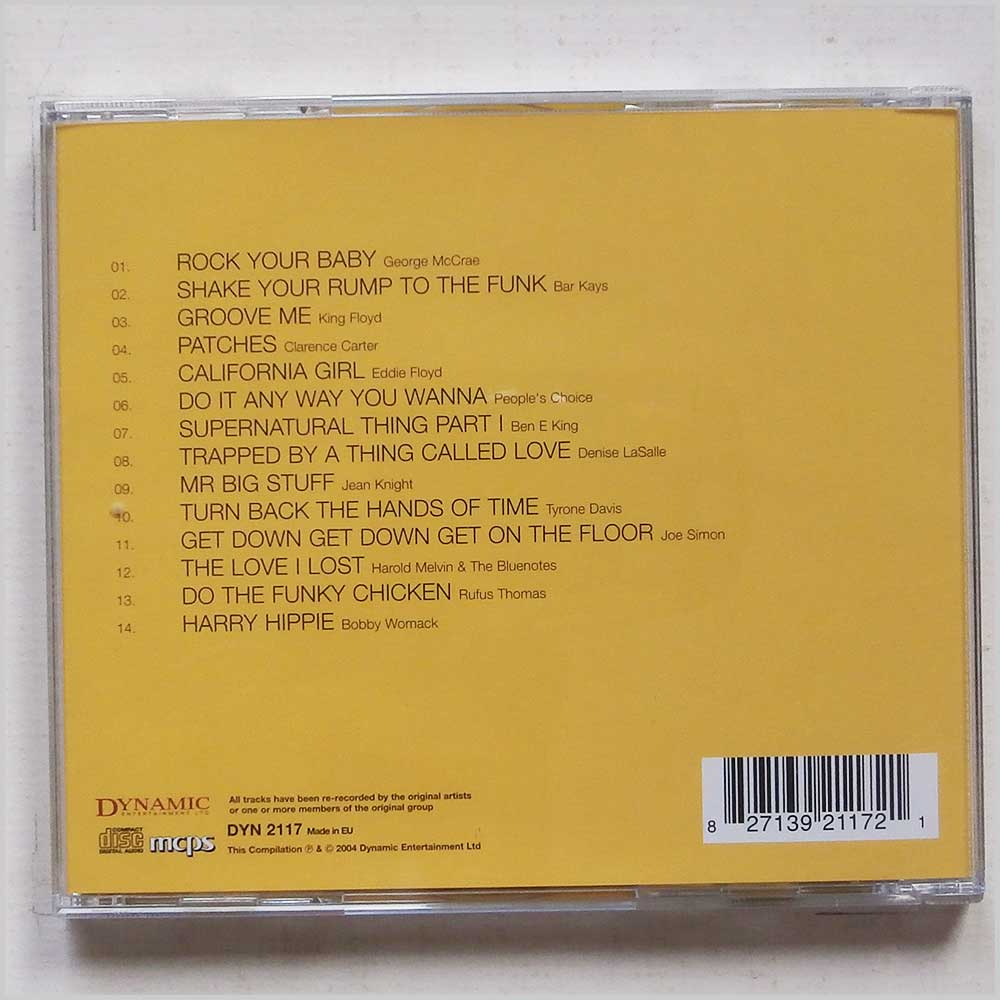 01. ROCK YOUR BABY George McCrae
02. SHAKE YOUR RUMP TO THE FUNK Bar Kays
03. GROOVE ME King Floyd
04. PATCHES Clarence Carter
05. CALIFORNIA GIRL Eddie Floyd
06. DO IT ANY WAY YOU WANNA People's Choice
07. SUPERNATURAL THING PART I Ben E King
08. TRAPPED BY A THING CALLED LOVE Denise LaSalle
09. MR BIG STUFF Jean Knight
10. TURN BACK THE HANDS OF TIME Tyrone Davis
11. GET DOWN GET DOWN GET ON THE FLOOR Joe Simon
12. THE LOVE I LOST Harold Melvin & The Bluenotes
13. DO THE FUNKY CHICKEN Rufus Thomas
14. HARRY HIPPIE Bobby Womack
DYNAMIC
ENTERTAINMENT LTD
All tracks have been re-recorded by the original artists
or one or more members of the original group
COMPACT
disc
DIGITAL AUDIO
mcps
DYN 2117 Made in EU
This Compilation ℗ & © 2004 Dynamic Entertainment Ltd
8 27139 21172 1